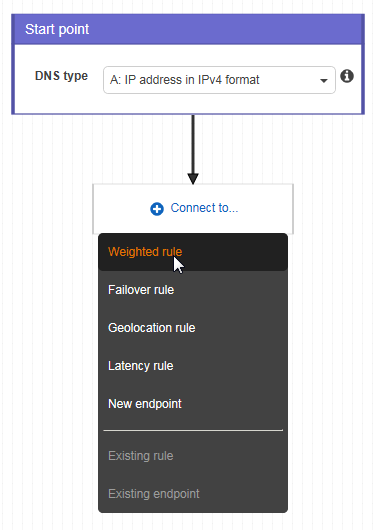 Start point
DNS type A: IP address in IPv4 format
Connect to...
Weighted rule
Failover rule
Geolocation rule
Latency rule
New endpoint
Existing rule
Existing endpoint